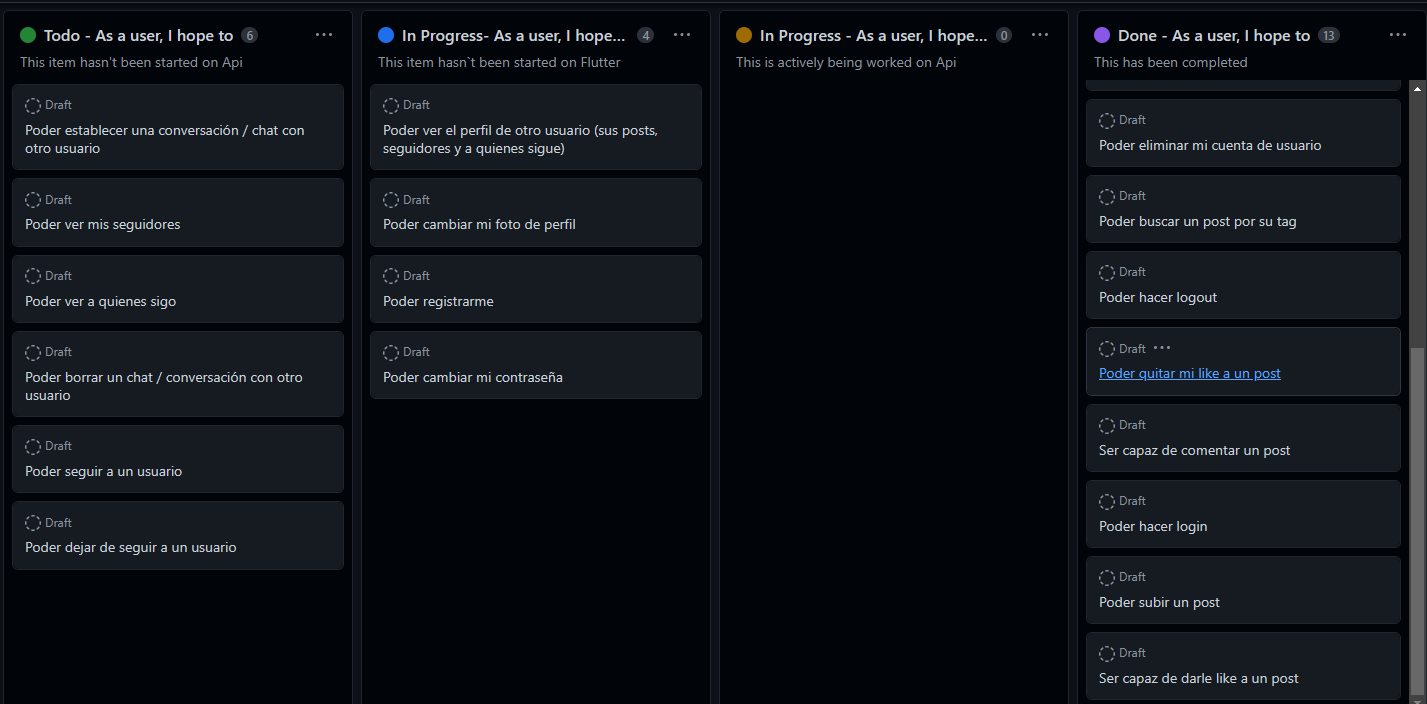 Todo - As a user, I hope to 6
This item hasn't been started on Api
Draft
Poder establecer una conversación / chat con
otro usuario
Draft
Poder ver mis seguidores
Draft
Poder ver a quienes sigo
Draft
Poder borrar un chat / conversación con otro
usuario
Draft
Poder seguir a un usuario
Draft
Poder dejar de seguir a un usuario
In Progress- As a user, I hope... 4
This item hasn`t been started on Flutter
Draft
Poder ver el perfil de otro usuario (sus posts,
seguidores y a quienes sigue)
Draft
Poder cambiar mi foto de perfil
Draft
Poder registrarme
Draft
Poder cambiar mi contraseña
In Progress - As a user, I hope... 0
This is actively being worked on Api
Done - As a user, I hope to 13
This has been completed
Draft
Poder eliminar mi cuenta de usuario
Draft
Poder buscar un post por su tag
Draft
Poder hacer logout
Draft
Poder quitar mi like a un post
Draft
Ser capaz de comentar un post
Draft
Poder hacer login
Draft
Poder subir un post
Draft
Ser capaz de darle like a un post